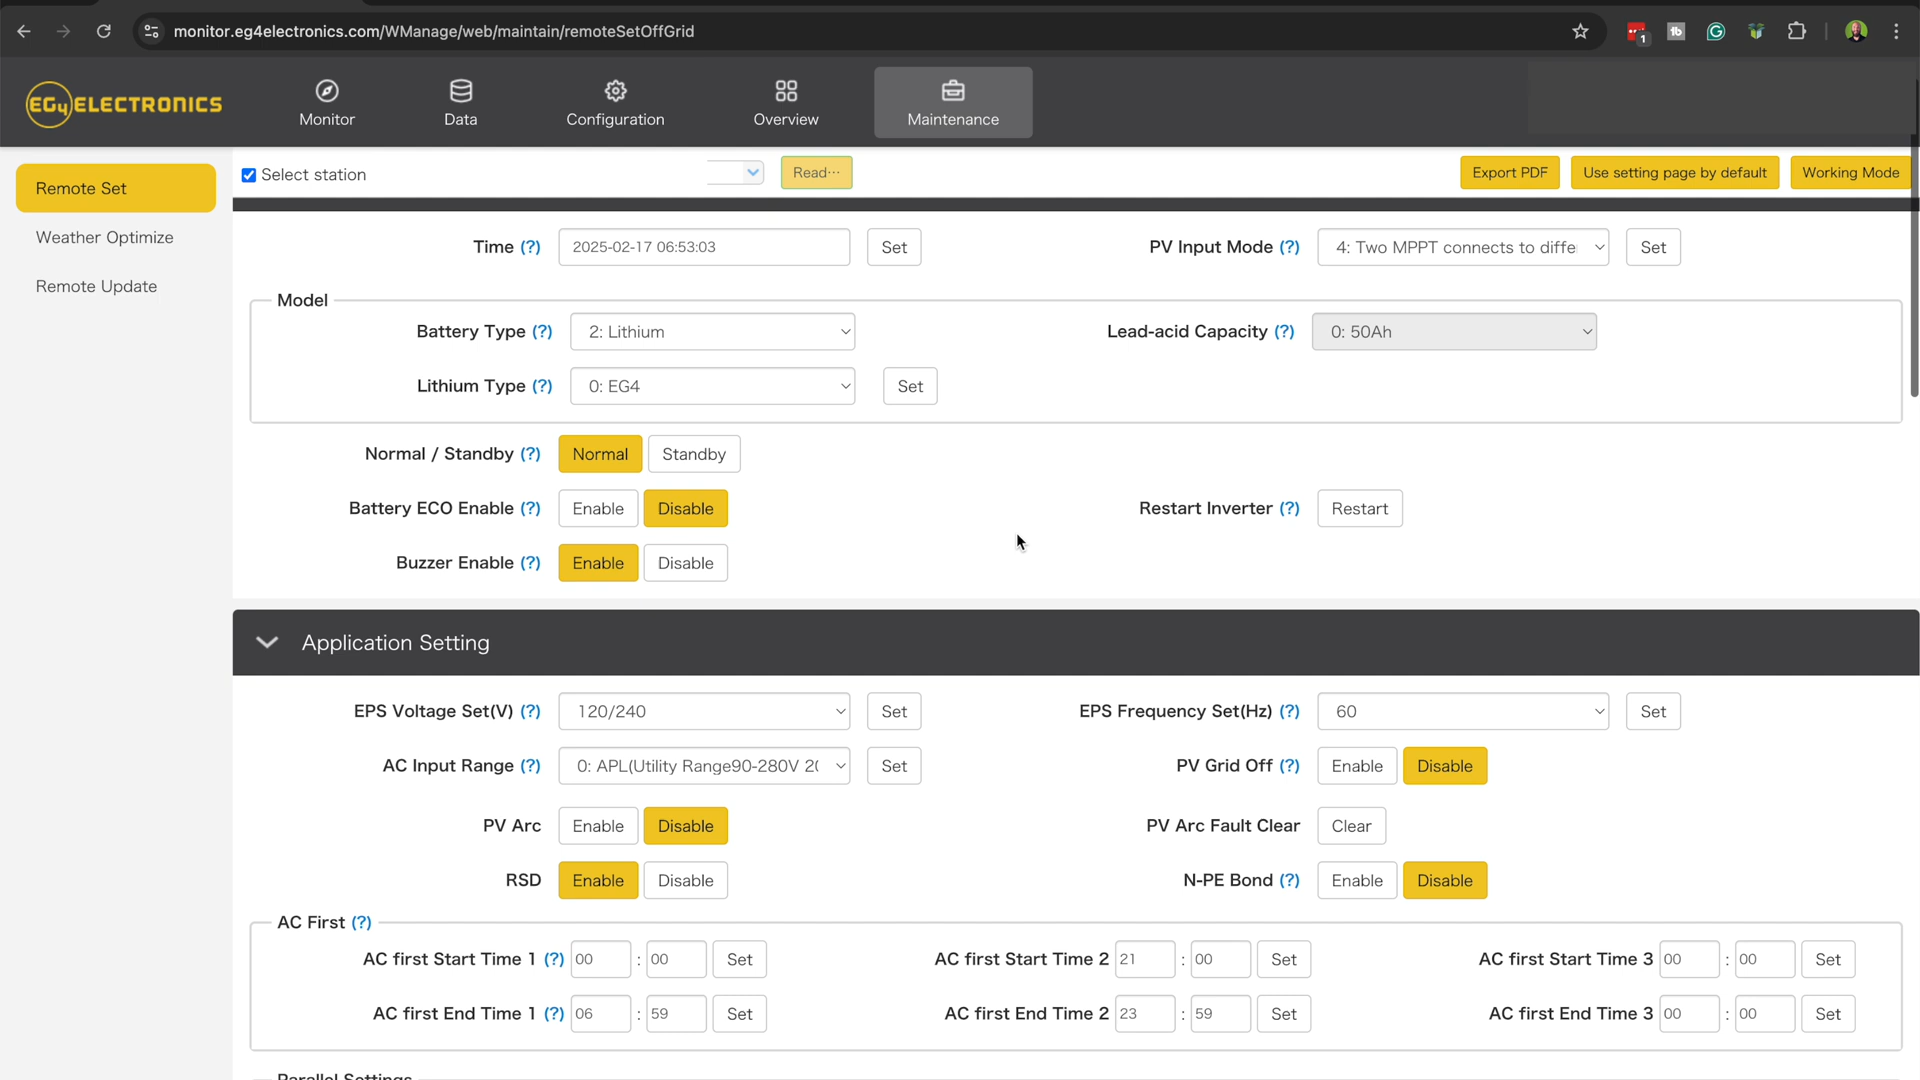 monitor.eg4electronics.com/WManage/web/maintain/remoteSetOffGrid
1
tb
EG4 ELECTRONICS
Monitor
Data
Configuration
Overview
Maintenance
Remote Set
Weather Optimize
Remote Update
Select station
Read···
Export PDF
Use setting page by default
Working Mode
Time (?) 2025-02-17 06:53:03 Set
PV Input Mode (?) 4: Two MPPT connects to diffe Set
Model
Battery Type (?) 2: Lithium
Lead-acid Capacity (?) 0: 50Ah
Lithium Type (?) 0: EG4 Set
Normal / Standby (?) Normal Standby
Battery ECO Enable (?) Enable Disable
Restart Inverter (?) Restart
Buzzer Enable (?) Enable Disable
Application Setting
EPS Voltage Set(V) (?) 120/240 Set
EPS Frequency Set(Hz) (?) 60 Set
AC Input Range (?) 0: APL(Utility Range90-280V 20 Set
PV Grid Off (?) Enable Disable
PV Arc Enable Disable
PV Arc Fault Clear Clear
RSD Enable Disable
N-PE Bond (?) Enable Disable
AC First (?)
AC first Start Time 1 (?) 00 : 00 Set
AC first Start Time 2 21 : 00 Set
AC first Start Time 3 00 : 00 Set
AC first End Time 1 (?) 06 : 59 Set
AC first End Time 2 23 : 59 Set
AC first End Time 3 00 : 00 Set
Parallel Settings